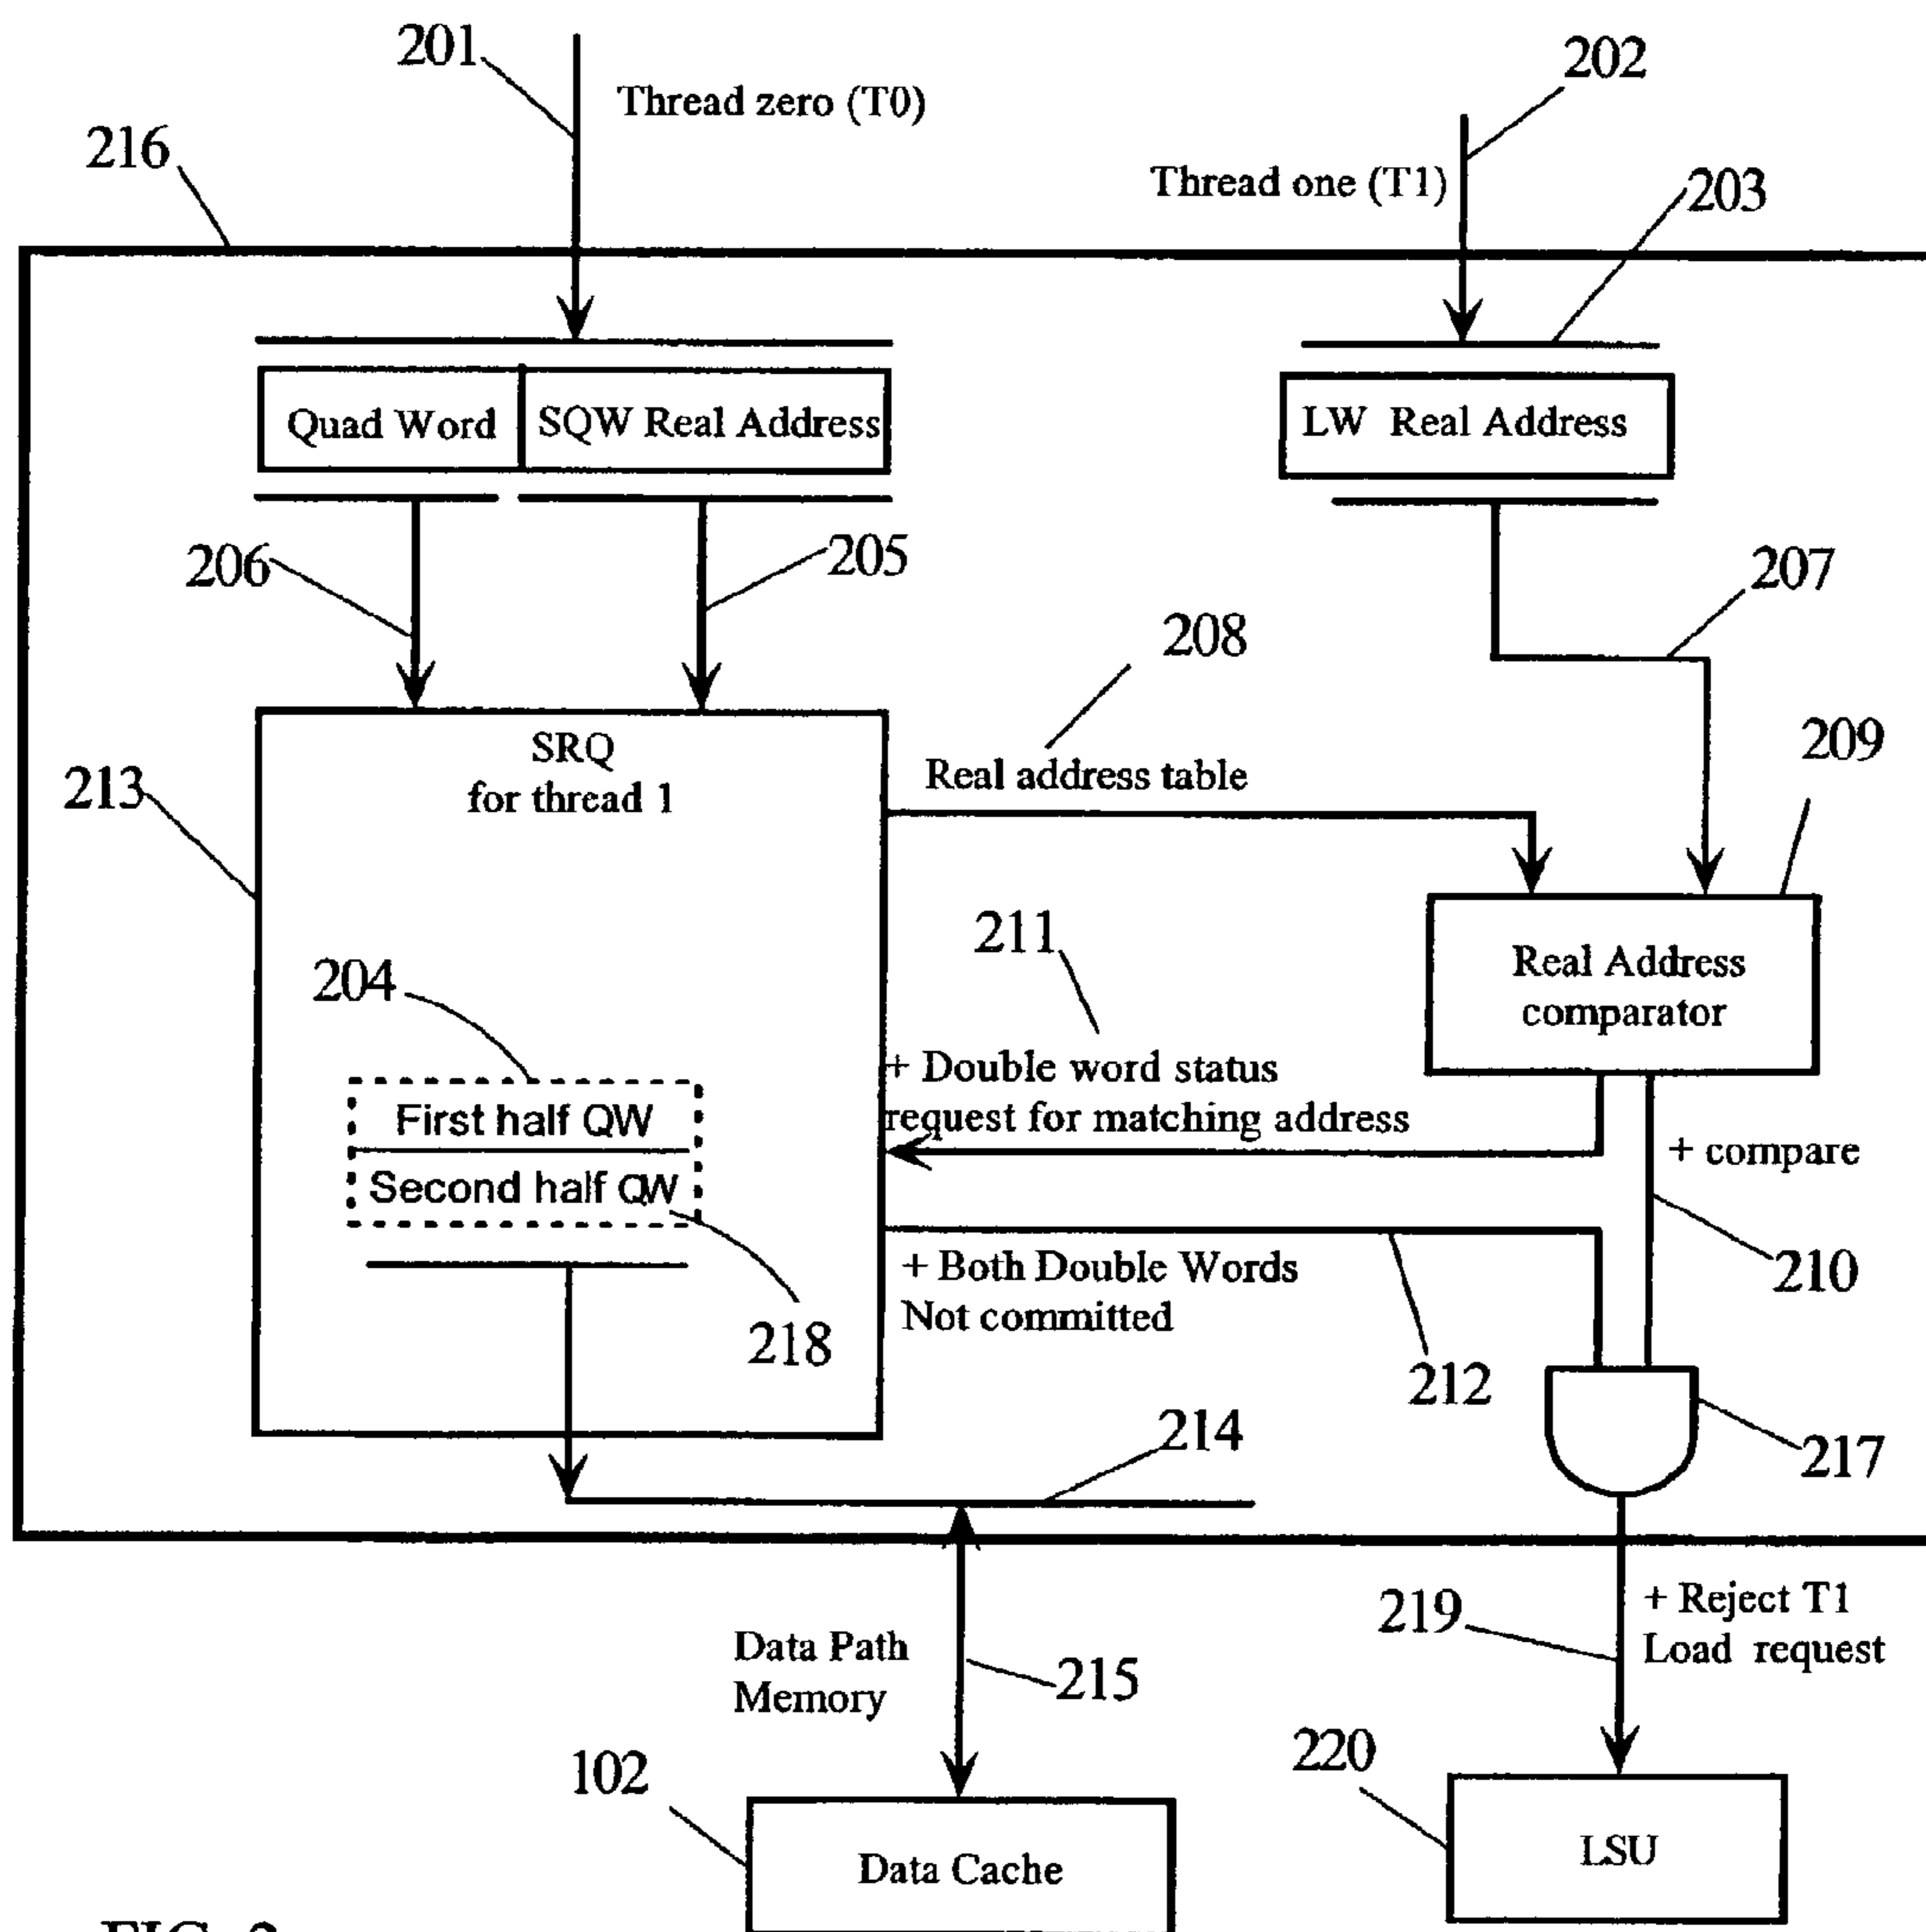 201
Thread zero (T0)
202
216
Thread one (T1)
203
Quad Word
SQW Real Address
LW Real Address
206
205
207
208
SRQ
for thread 1
Real address table
209
213
211
204
Real Address
comparator
+ Double word status
request for matching address
First half QW
Second half QW
+ compare
+ Both Double Words
Not committed
210
218
212
214
217
+ Reject T1
Load request
219
Data Path
Memory
215
220
102
Data Cache
LSU